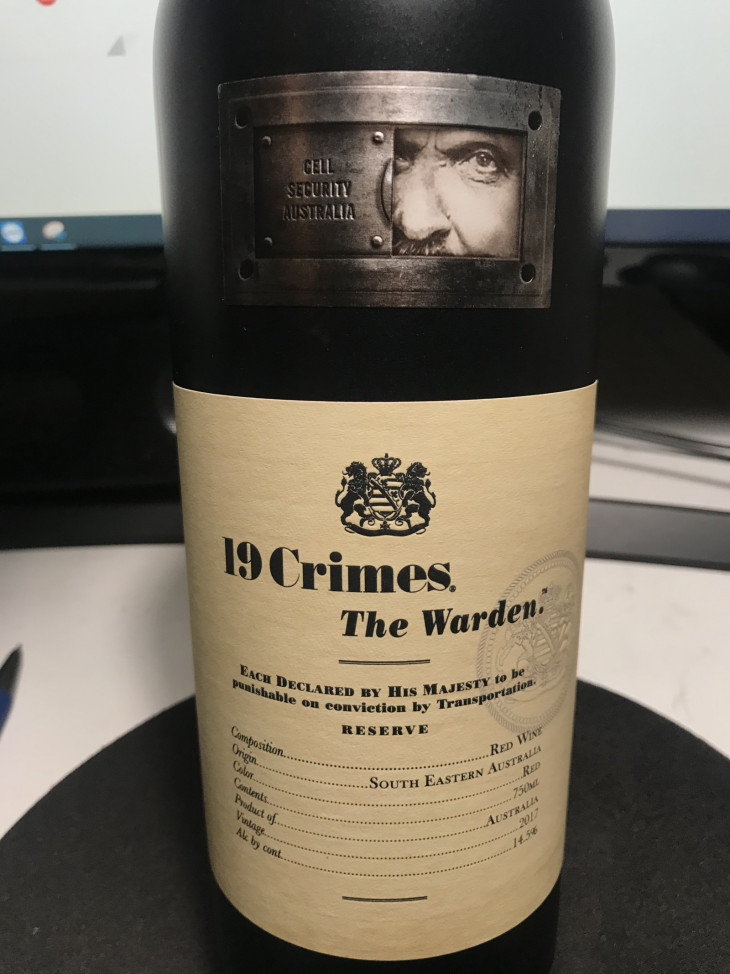 CELL
SECURITY
AUSTRALIA
19 Crimes®
The Warden.™
EACH DECLARED BY HIS MAJESTY to be
punishable on conviction by Transportation.
RESERVE
Composition RED WINE
Origin SOUTH EASTERN AUSTRALIA
Color RED
Contents 750ML
Product of AUSTRALIA
Vintage 2017
Alc by cont. 14.5%